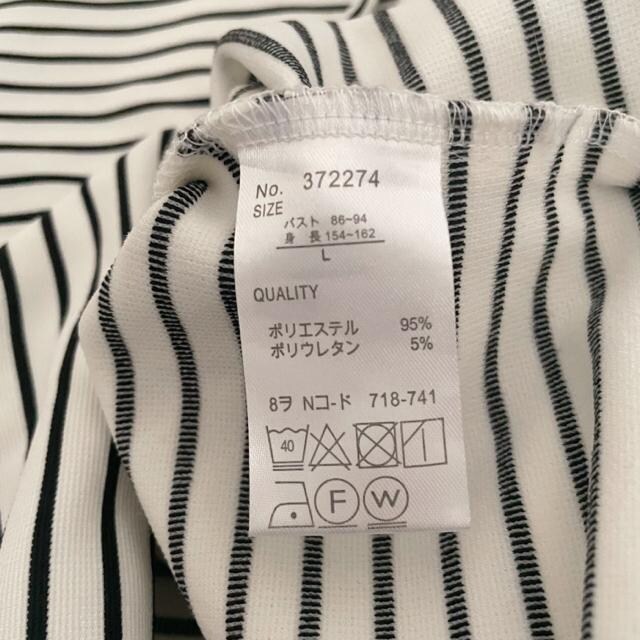 No. 372274
SIZE
バスト 86-94
身 長 154~162
L
QUALITY
ポリエステル 95%
ポリウレタン 5%
8ヲ Nコ-ド 718-741
40
F W